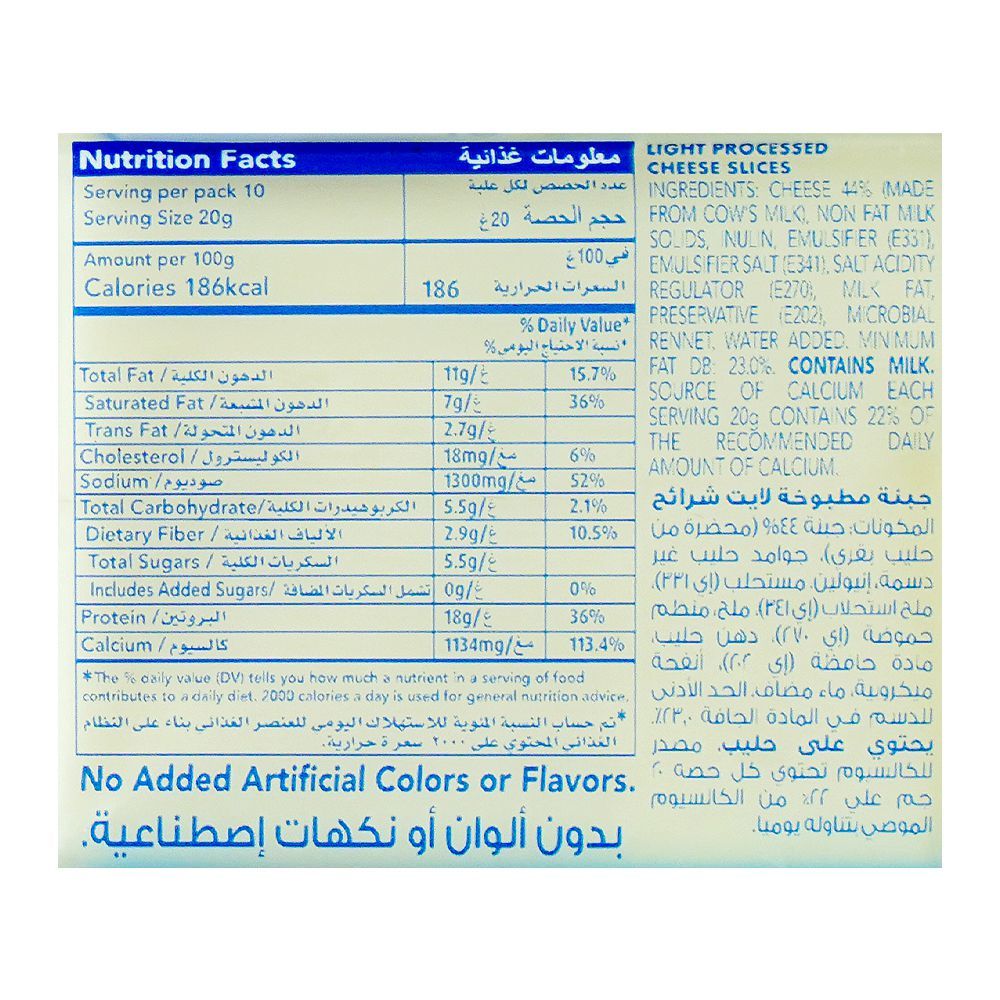 Nutrition Facts معلومات غذانية
Serving per pack 10 عدد الحصص لكل علبة
Serving Size 20g حجم الحصة 20غ
Amount per 100g في100غ
Calories 186kcal 186 السعرات الحرارية
% Daily Value*
*نسبة الاحتياج اليومي%
Total Fat / الدهون الكلية 11g/غ 15.7%
Saturated Fat / الدهون المشبعة 7g/غ 36%
Trans Fat / الدهون المتحولة 2.7g/غ
Cholesterol / الكوليسترول 18mg/مغ 6%
Sodium / صوديوم 1300mg/مغ 52%
Total Carbohydrate/ الكربوهيدرات الكلية 5.5g/غ 2.1%
Dietary Fiber / الألياف الغذائية 2.9g/غ 10.5%
Total Sugars / السكريات الكلية 5.5g/غ
Includes Added Sugars/ تشمل السكريات المضافة 0g/غ 0%
Protein / البروتين 18g/غ 36%
Calcium / كالسيوم 1134mg/مغ 113.4%
*The % daily value (DV) tells you how much a nutrient in a serving of food
contributes to a daily diet. 2000 calories a day is used for general nutrition advice.
*تم حساب النسبة المئوية للاستهلاك اليومي للعنصر الغذائي بناء على النظام
الغذائي المحتوي على ٢٠٠٠ سعرة حرارية.
No Added Artificial Colors or Flavors.
بدون ألوان أو نكهات إصطناعية.
LIGHT PROCESSED
CHEESE SLICES
INGREDIENTS: CHEESE 44% (MADE
FROM COW'S MILK), NON FAT MILK
SOLIDS, INULIN, EMULSIFIER (E331),
EMULSIFIER SALT (E341), SALT ACIDITY
REGULATOR (E270), MILK FAT,
PRESERVATIVE (E202), MICROBIAL
RENNET, WATER ADDED. MINIMUM
FAT DB: 23.0%. CONTAINS MILK.
SOURCE OF CALCIUM EACH
SERVING 20g CONTAINS 22% OF
THE RECOMMENDED DAILY
AMOUNT OF CALCIUM.
جبنة مطبوخة لايت شرائح
المكونات: جبنة ٤٤% (محضرة من
حليب بقري)، جوامد حليب غير
دسمة، إنيولين، مستحلب (إي ٣٣١)،
ملح استحلاب (إي ٣٤١)، ملح، منظم
حموضة (إي ٢٧٠)، دهن حليب،
مادة حافظة (إي ٢٠٢)، أنفحة
ميكروبية، ماء مضاف. الحد الأدنى
للدسم في المادة الجافة ٢٣,٠٪.
يحتوي على حليب. مصدر
للكالسيوم تحتوي كل حصة ٢٠
جم على ٢٢٪ من الكالسيوم
الموصي بتناوله يوميا.